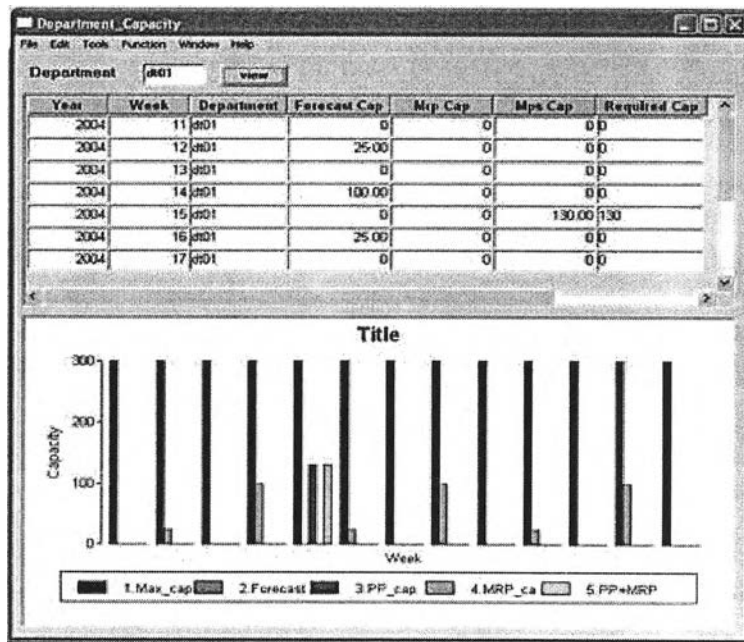 Department_Capacity
File Edit Tools Function Window Help
Department dt01 view
Year Week Department Forecast Cap Mrp Cap Mps Cap Required Cap
2004 11 dt01 0 0 0 0
2004 12 dt01 25.00 0 0 0
2004 13 dt01 0 0 0 0
2004 14 dt01 100.00 0 0 0
2004 15 dt01 0 0 130.00 130
2004 16 dt01 25.00 0 0 0
2004 17 dt01 0 0 0 0
Title
300
200
100
0
Capacity
Week
1.Max_cap 2.Forecast 3.PP_cap 4.MRP_ca 5.PP+MRP